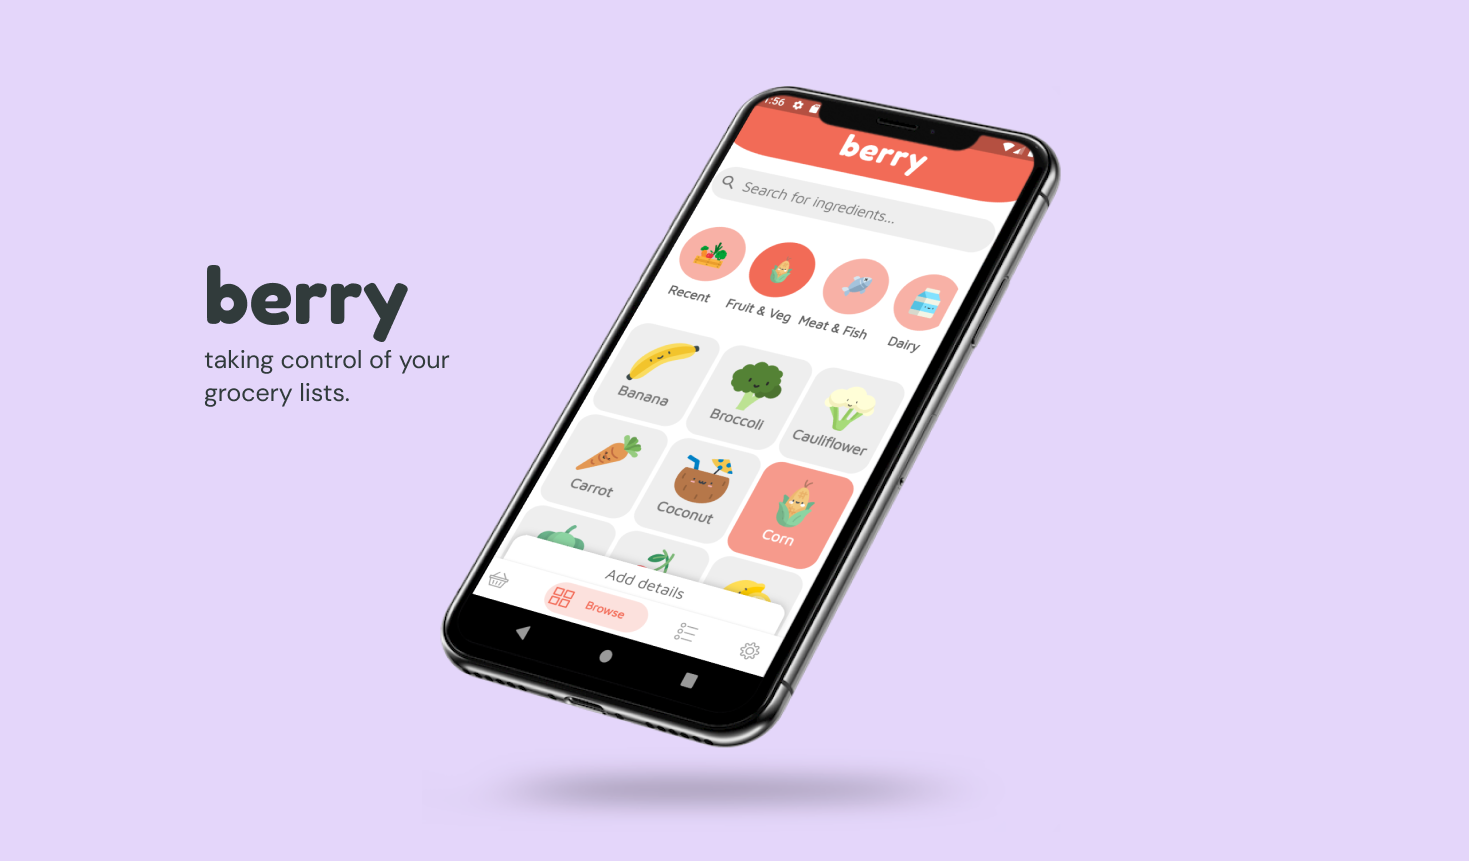 berry
taking control of your
grocery lists.
:56
berry
Search for ingredients...
Recent
Fruit & Veg
Meat & Fish
Dairy
Banana
Broccoli
Cauliflower
Carrot
Coconut
Corn
Add details
Browse